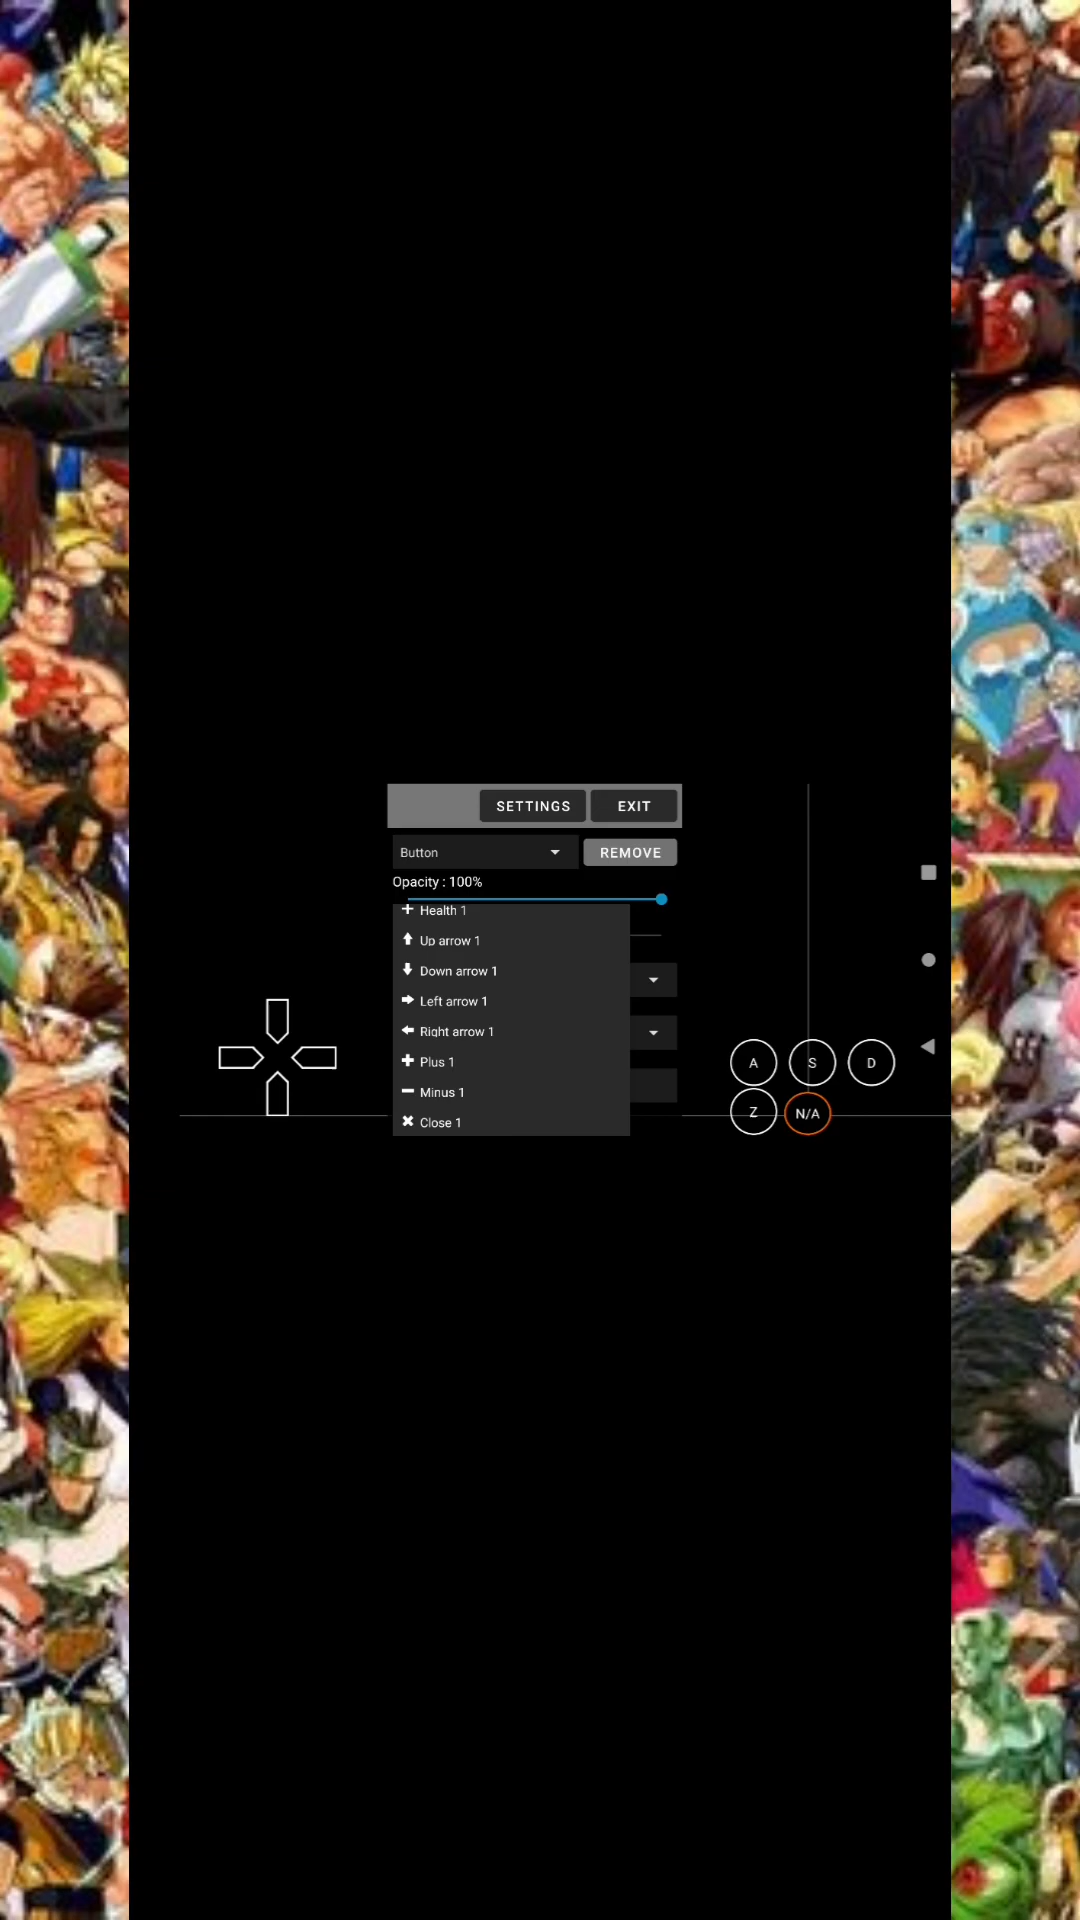 SETTINGS
EXIT
Button
REMOVE
Opacity : 100%
Health 1
Up arrow 1
Down arrow 1
Left arrow 1
Right arrow 1
Plus 1
Minus 1
Close 1
A
S
D
Z
N/A